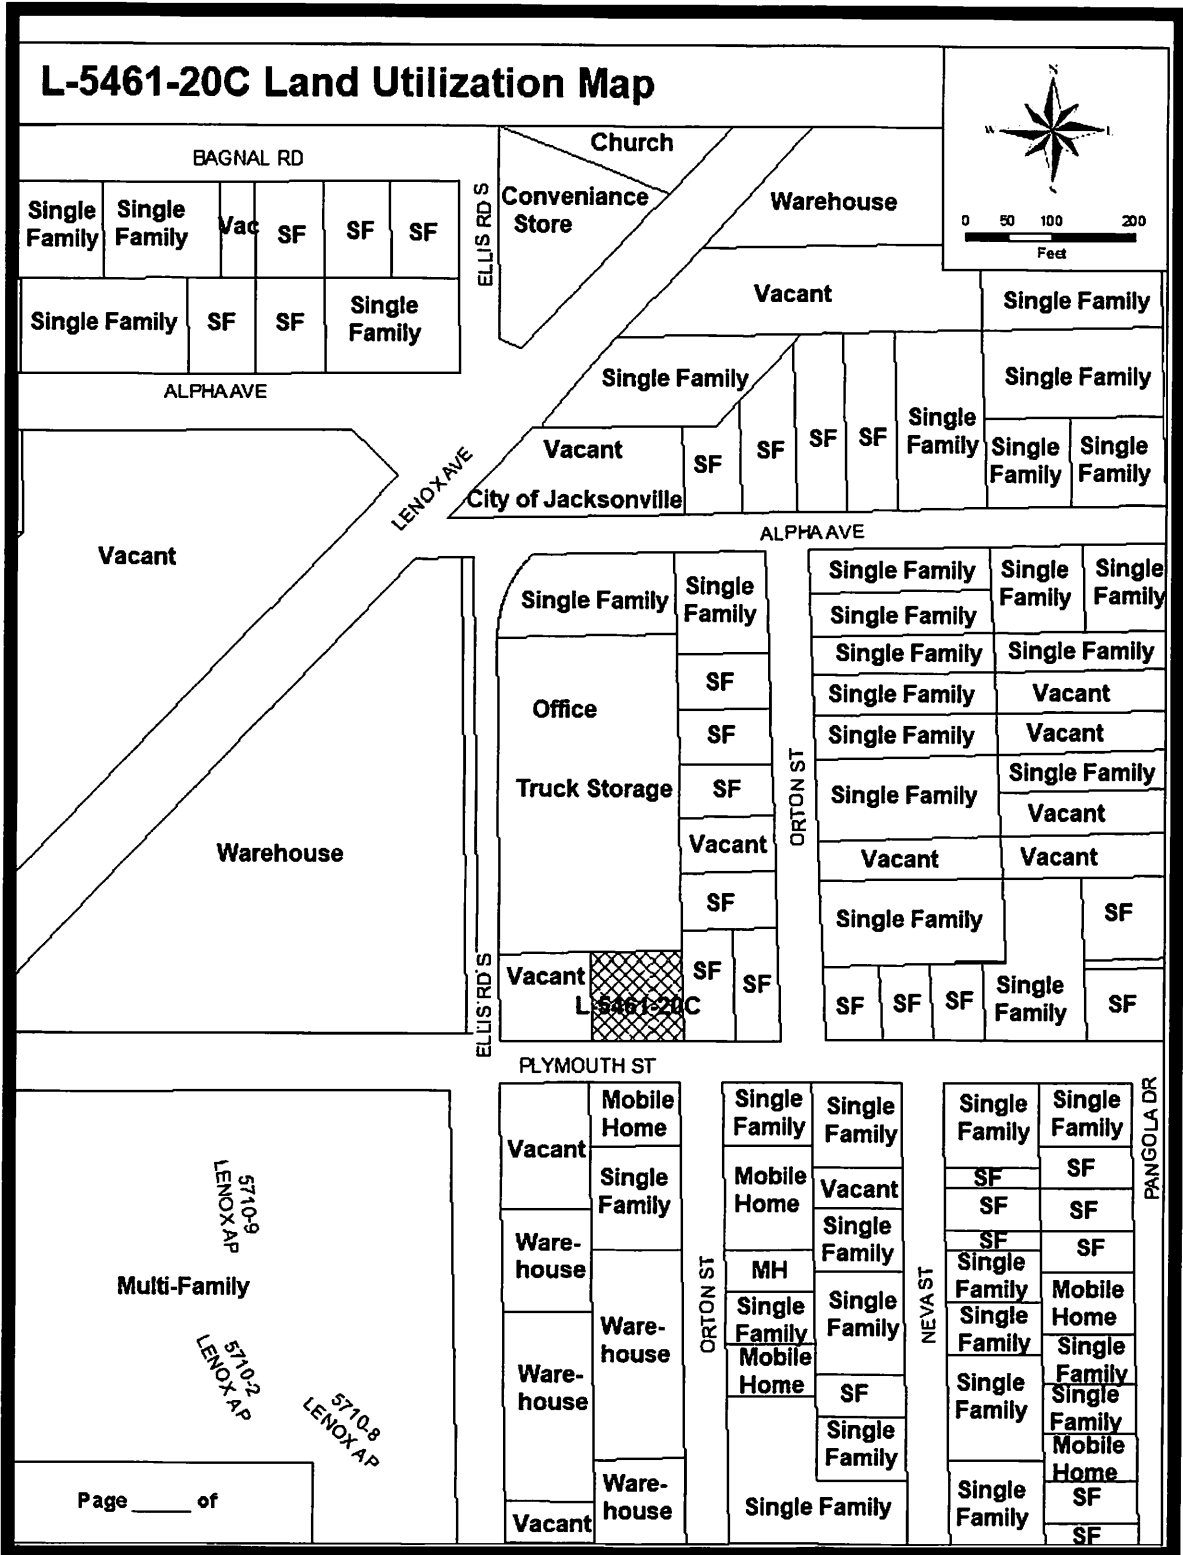 L-5461-20C Land Utilization Map
N
W
S
0 50 100 200
Feet
BAGNAL RD
Church
Conveniance
Store
ELLIS RD S
Warehouse
Single
Family
Single
Family
Vac
SF
SF
SF
Single Family
SF
SF
Single
Family
Vacant
Single Family
ALPHA AVE
Single Family
Single Family
Vacant
City of Jacksonville
SF
SF
SF
SF
Single
Family
Single
Family
Single
Family
LENOX AVE
ALPHA AVE
Vacant
Single Family
Single
Family
Single Family
Single
Family
Single
Family
Single Family
Single Family
Single Family
SF
Office
Single Family
Vacant
SF
Single Family
Vacant
Truck Storage
SF
ORTON ST
Single Family
Single Family
Vacant
Warehouse
Vacant
Vacant
Vacant
SF
Single Family
SF
Vacant
L-5461-20C
SF
SF
SF
SF
SF
Single
Family
SF
ELLIS RD S
PLYMOUTH ST
Vacant
Mobile
Home
Single
Family
Single
Family
Single
Family
Single
Family
PANGOLA DR
Single
Family
Mobile
Home
Vacant
SF
SF
SF
SF
5710-9
LENOX AP
Ware-
house
Single
Family
SF
SF
Multi-Family
ORTON ST
MH
NEVA ST
Single
Family
Mobile
Home
Ware-
house
Single
Family
Single
Family
Single
Family
Single
Family
5710-2
LENOX AP
Ware-
house
Mobile
Home
SF
Single
Family
Single
Family
5710-8
LENOX AP
Single
Family
Mobile
Home
Page _____ of
Ware-
house
Single Family
Single
Family
SF
Vacant
SF